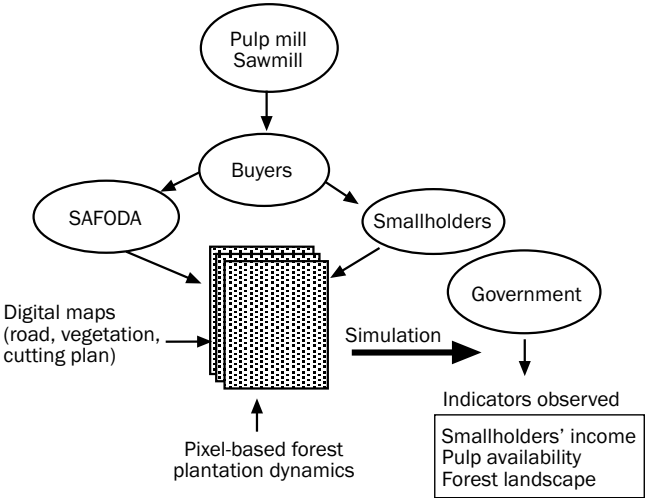 Pulp mill
Sawmill
Buyers
SAFODA
Smallholders
Government
Digital maps
(road, vegetation,
cutting plan)
Simulation
Pixel-based forest
plantation dynamics
Indicators observed
Smallholders’ income
Pulp availability
Forest landscape